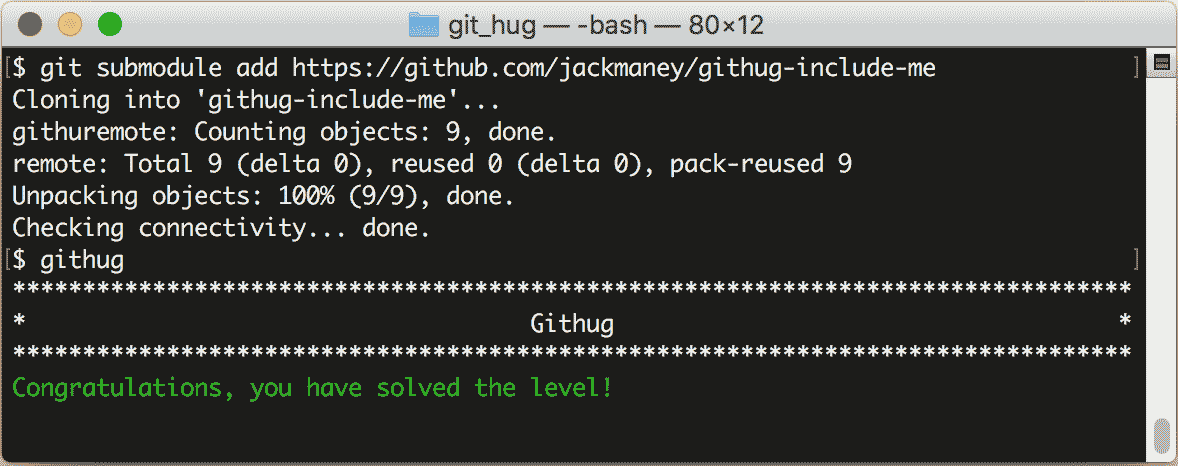 git_hug — -bash — 80×12
[$ git submodule add https://github.com/jackmaney/githug-include-me ]
Cloning into 'githug-include-me'...
githuremote: Counting objects: 9, done.
remote: Total 9 (delta 0), reused 0 (delta 0), pack-reused 9
Unpacking objects: 100% (9/9), done.
Checking connectivity... done.
[$ githug ]
********************************************************************************
* Githug *
********************************************************************************
Congratulations, you have solved the level!